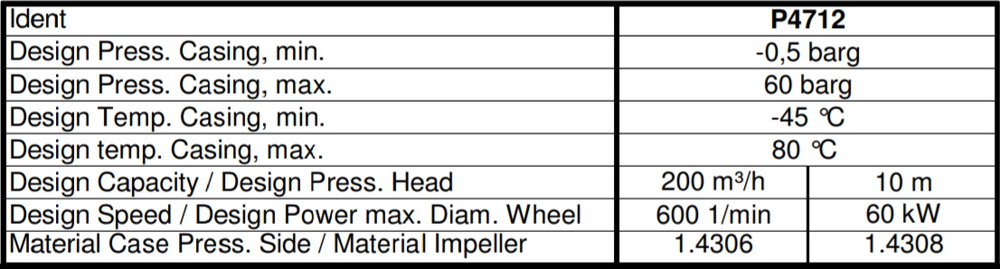 Ident P4712
Design Press. Casing, min. -0,5 barg
Design Press. Casing, max. 60 barg
Design Temp. Casing, min. -45 °C
Design temp. Casing, max. 80 °C
Design Capacity / Design Press. Head 200 m³/h 10 m
Design Speed / Design Power max. Diam. Wheel 600 1/min 60 kW
Material Case Press. Side / Material Impeller 1.4306 1.4308